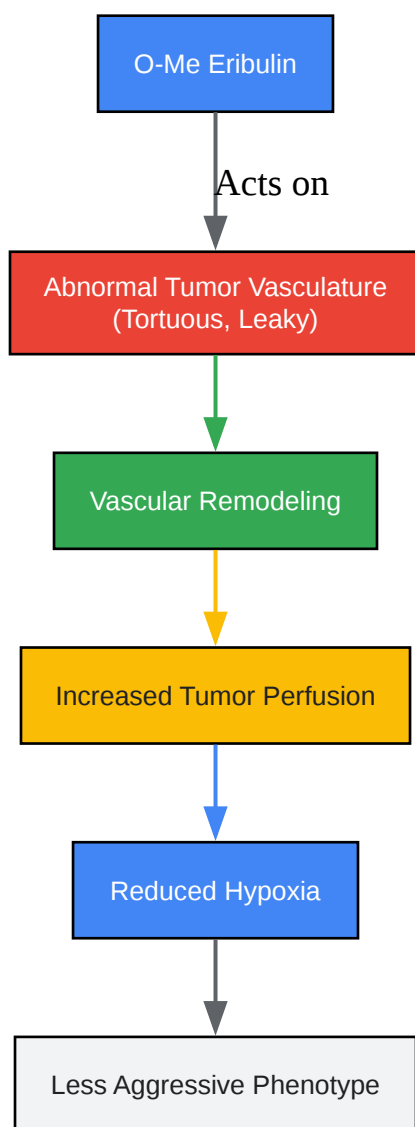 O-Me Eribulin
Acts on
Abnormal Tumor Vasculature
(Tortuous, Leaky)
Vascular Remodeling
Increased Tumor Perfusion
Reduced Hypoxia
Less Aggressive Phenotype